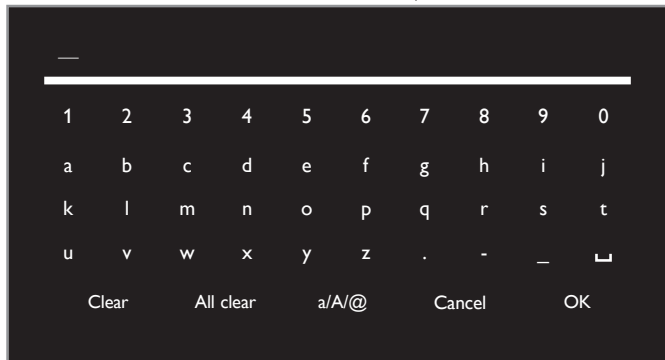 _
1 2 3 4 5 6 7 8 9 0
a b c d e f g h i j
k l m n o p q r s t
u v w x y z . - _ ␣
Clear All clear a/A/@ Cancel OK